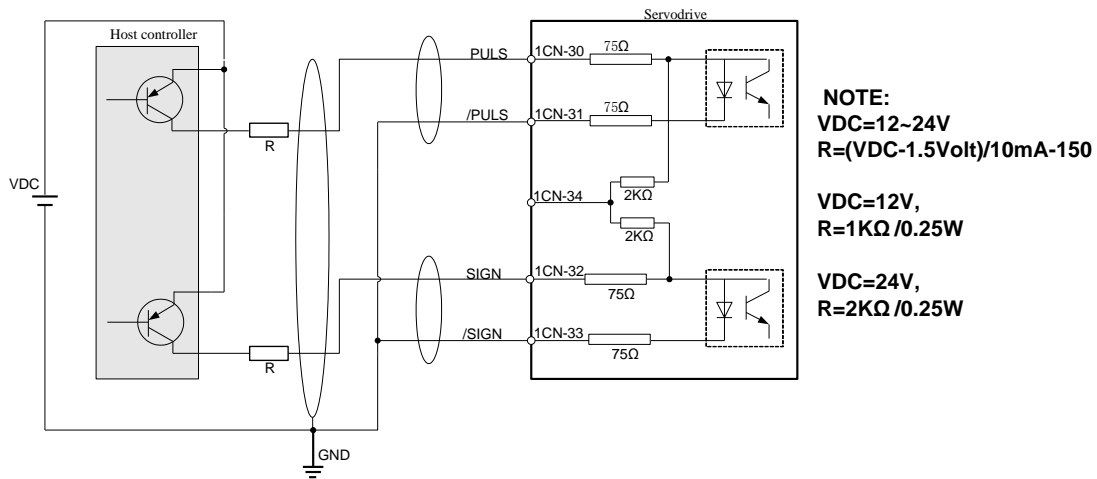 Servodrive
Host controller
PULS
1CN-30
75Ω
/PULS
1CN-31
75Ω
R
VDC
1CN-34
2KΩ
2KΩ
SIGN
1CN-32
75Ω
/SIGN
1CN-33
75Ω
R
GND
NOTE:
VDC=12~24V
R=(VDC-1.5Volt)/10mA-150
VDC=12V,
R=1KΩ/0.25W
VDC=24V,
R=2KΩ/0.25W